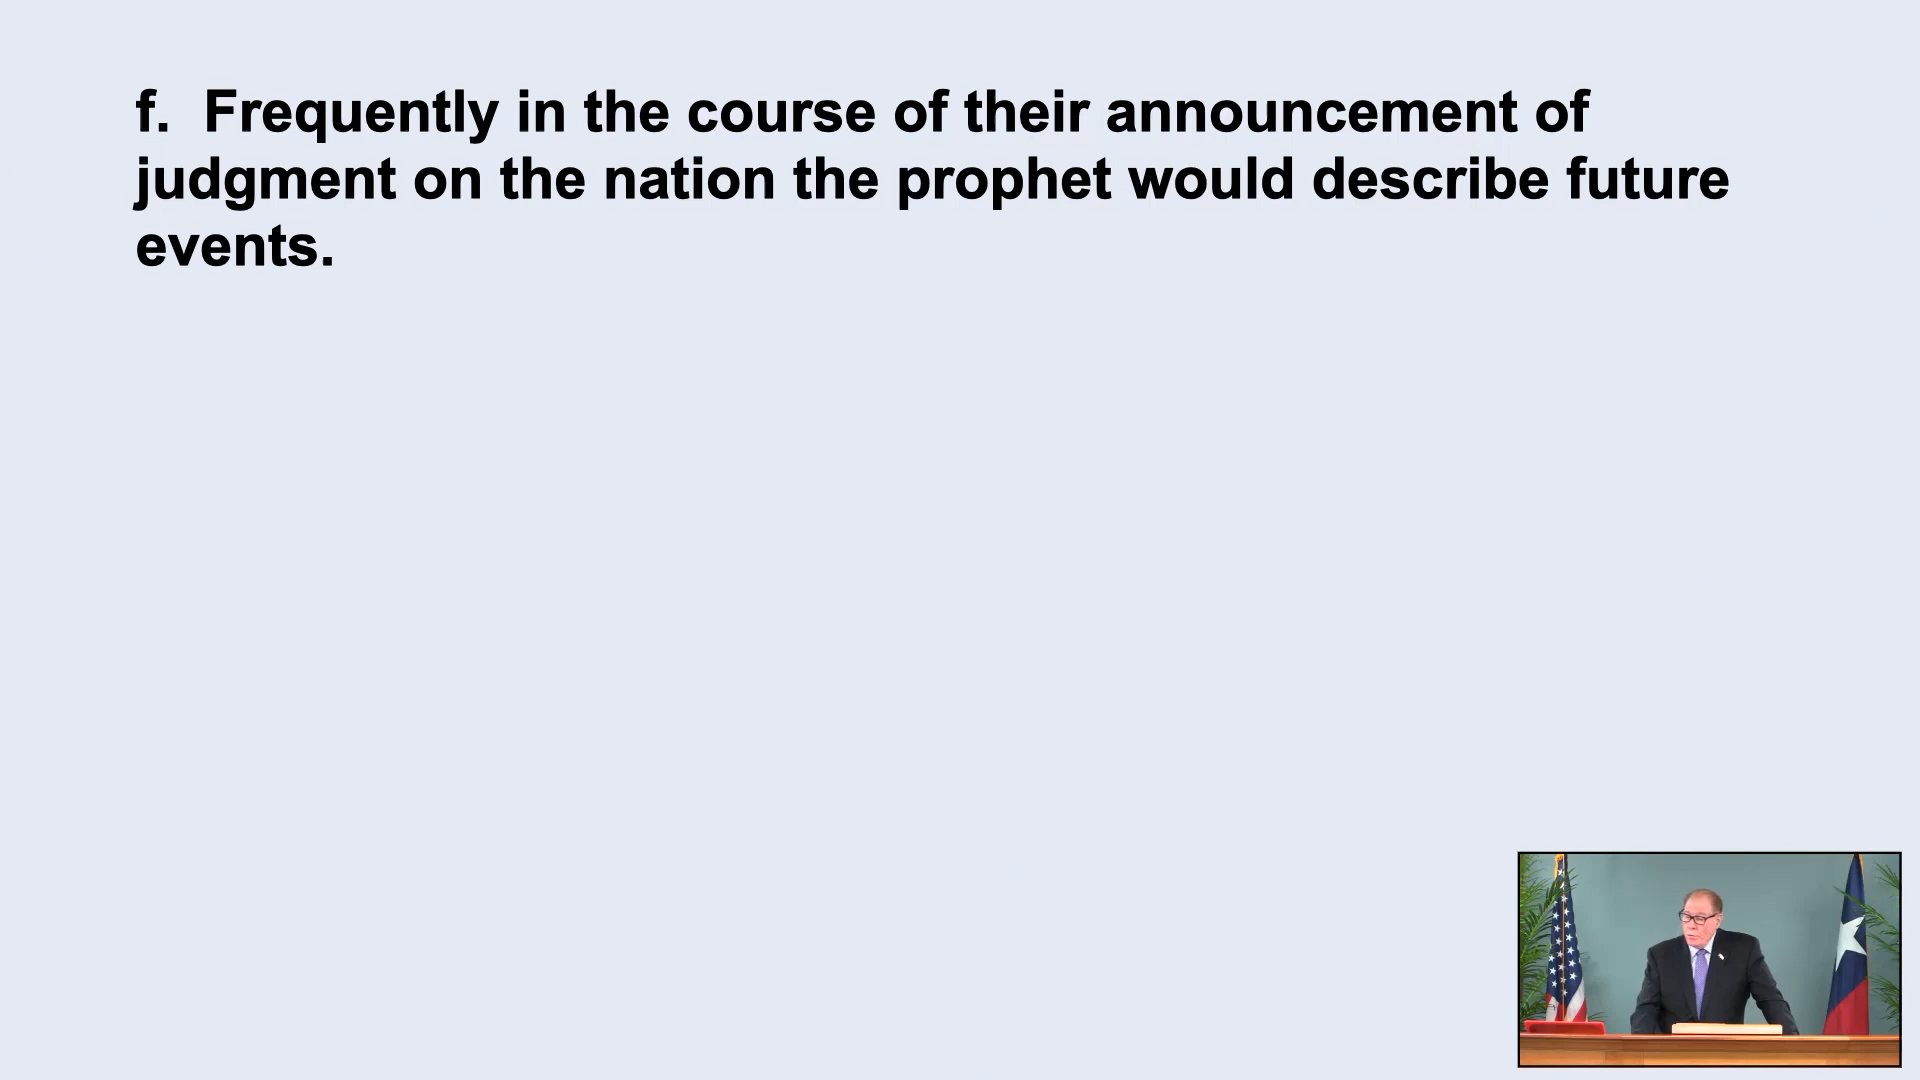 f.  Frequently in the course of their announcement of
judgment on the nation the prophet would describe future
events.